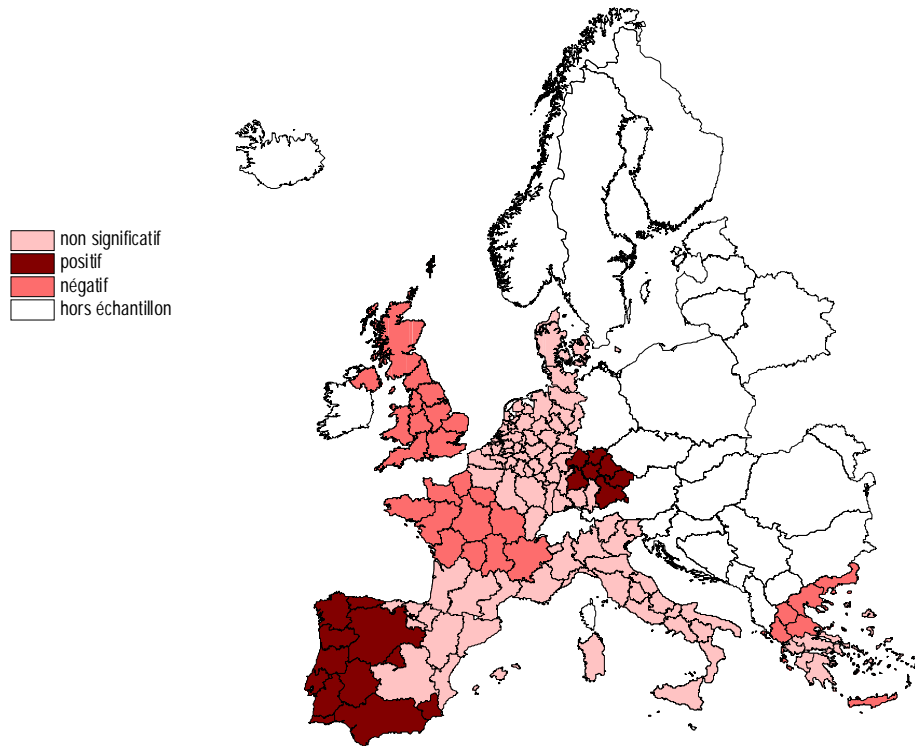 non significatif
positif
négatif
hors échantillon